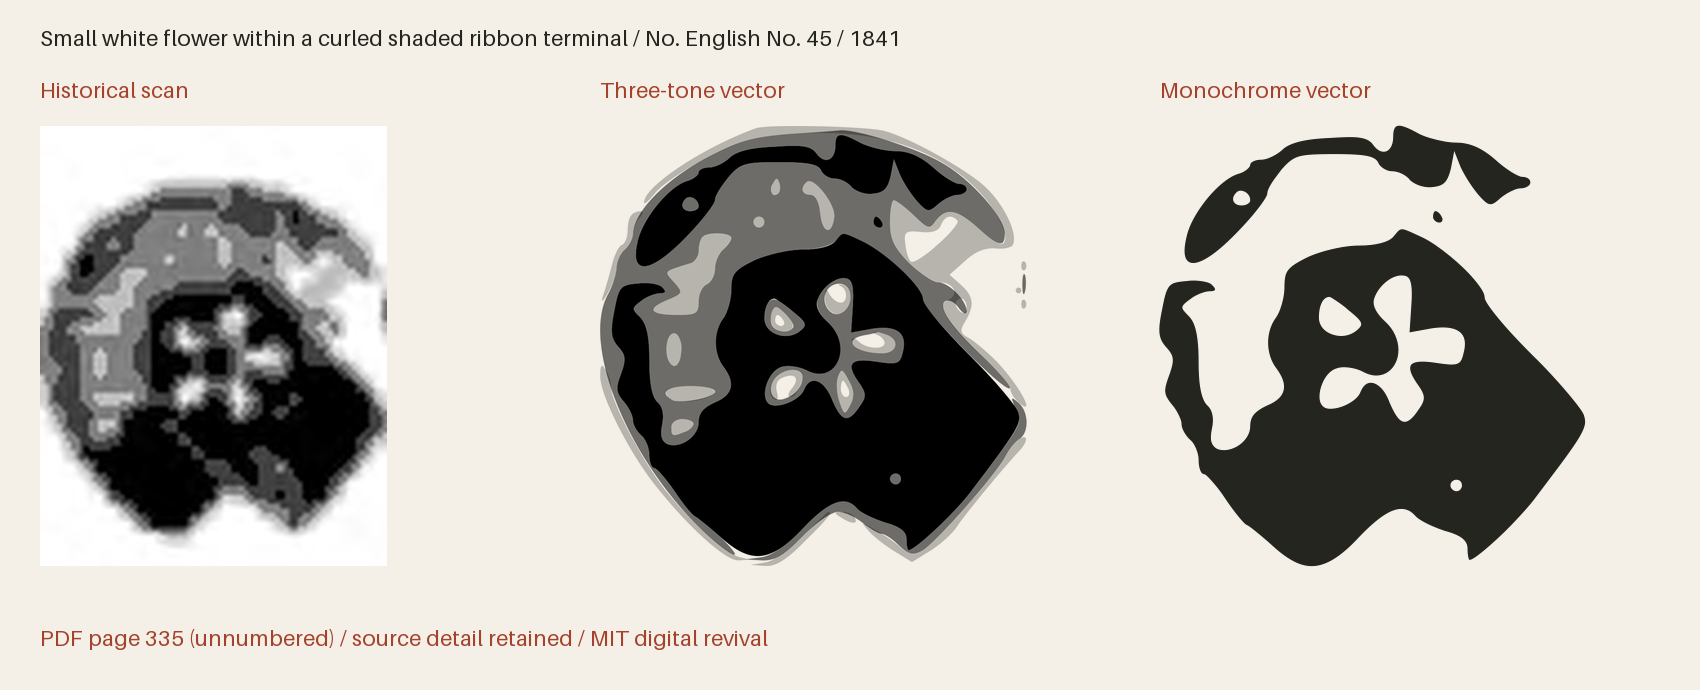 Small white flower within a curled shaded ribbon terminal / No. English No. 45 / 1841
Historical scan
Three-tone vector
Monochrome vector
PDF page 335 (unnumbered) / source detail retained / MIT digital revival